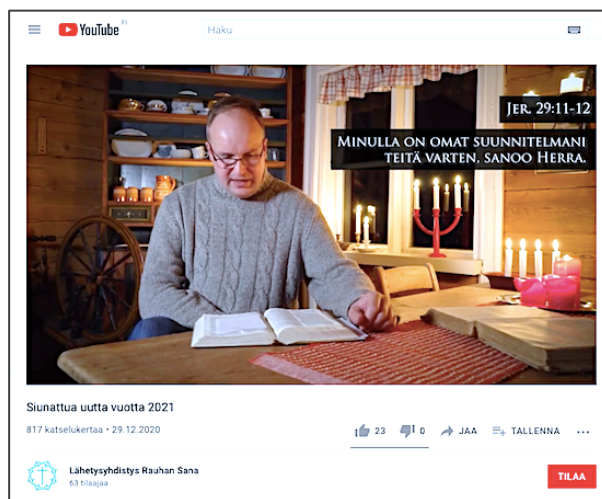 YouTube FI
Haku
JER. 29:11-12
MINULLA ON OMAT SUUNNITELMANI
TEITÄ VARTEN, SANOO HERRA.
Siunattua uutta vuotta 2021
817 katselukertaa • 29.12.2020
23 0 JAA TALLENNA
Lähetysyhdistys Rauhan Sana
63 tilaajaa
TILAA